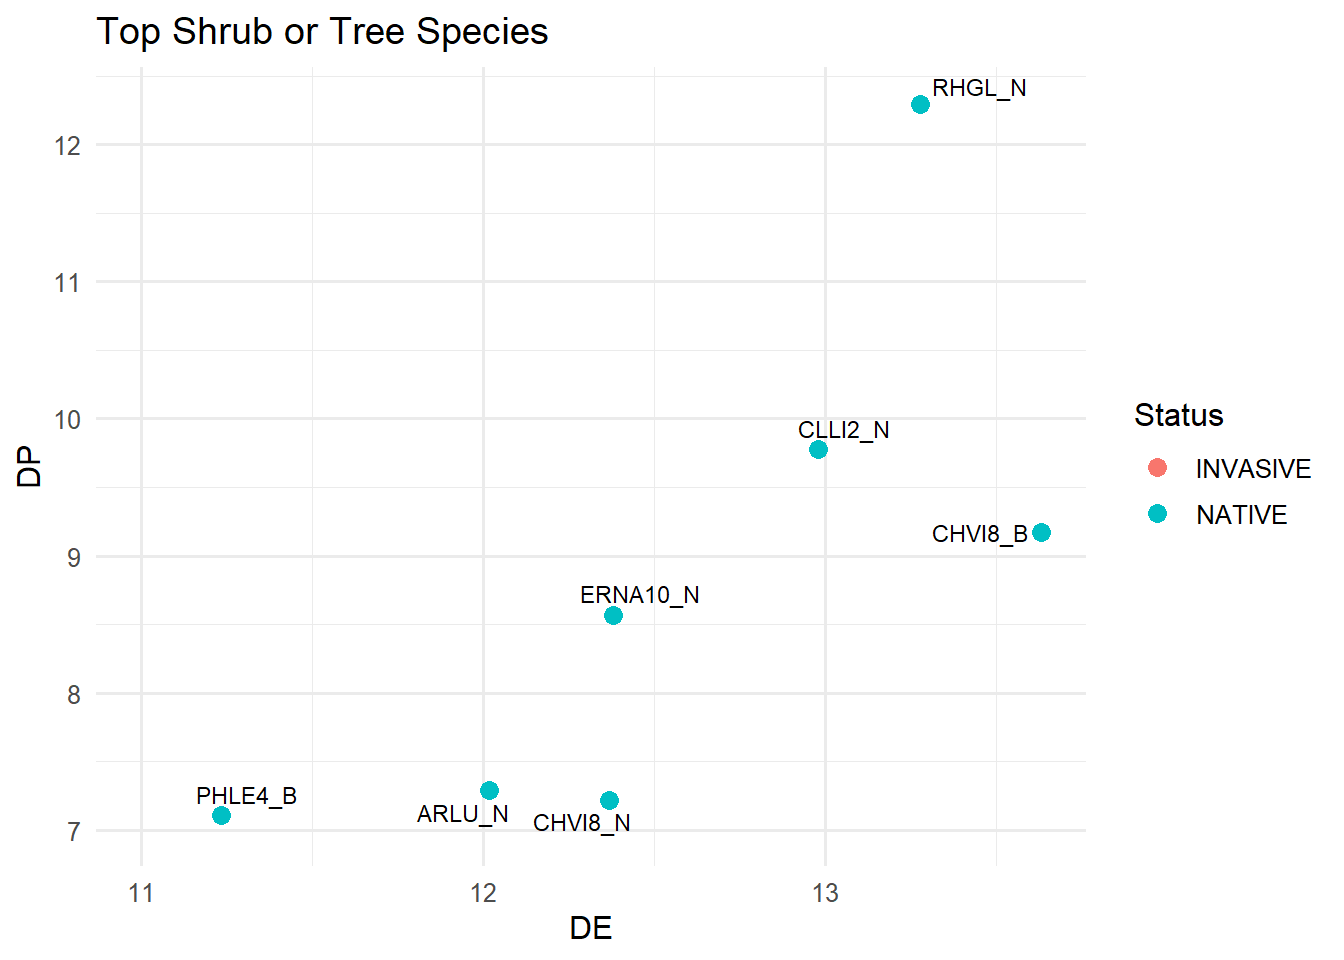 Top Shrub or Tree Species
RHGL_N
12
11
10
CLLI2_N
Status
INVASIVE
NATIVE
DP
CHVI8_B
9
ERNA10_N
8
PHLE4_B
ARLU_N
CHVI8_N
7
11
12
13
DE